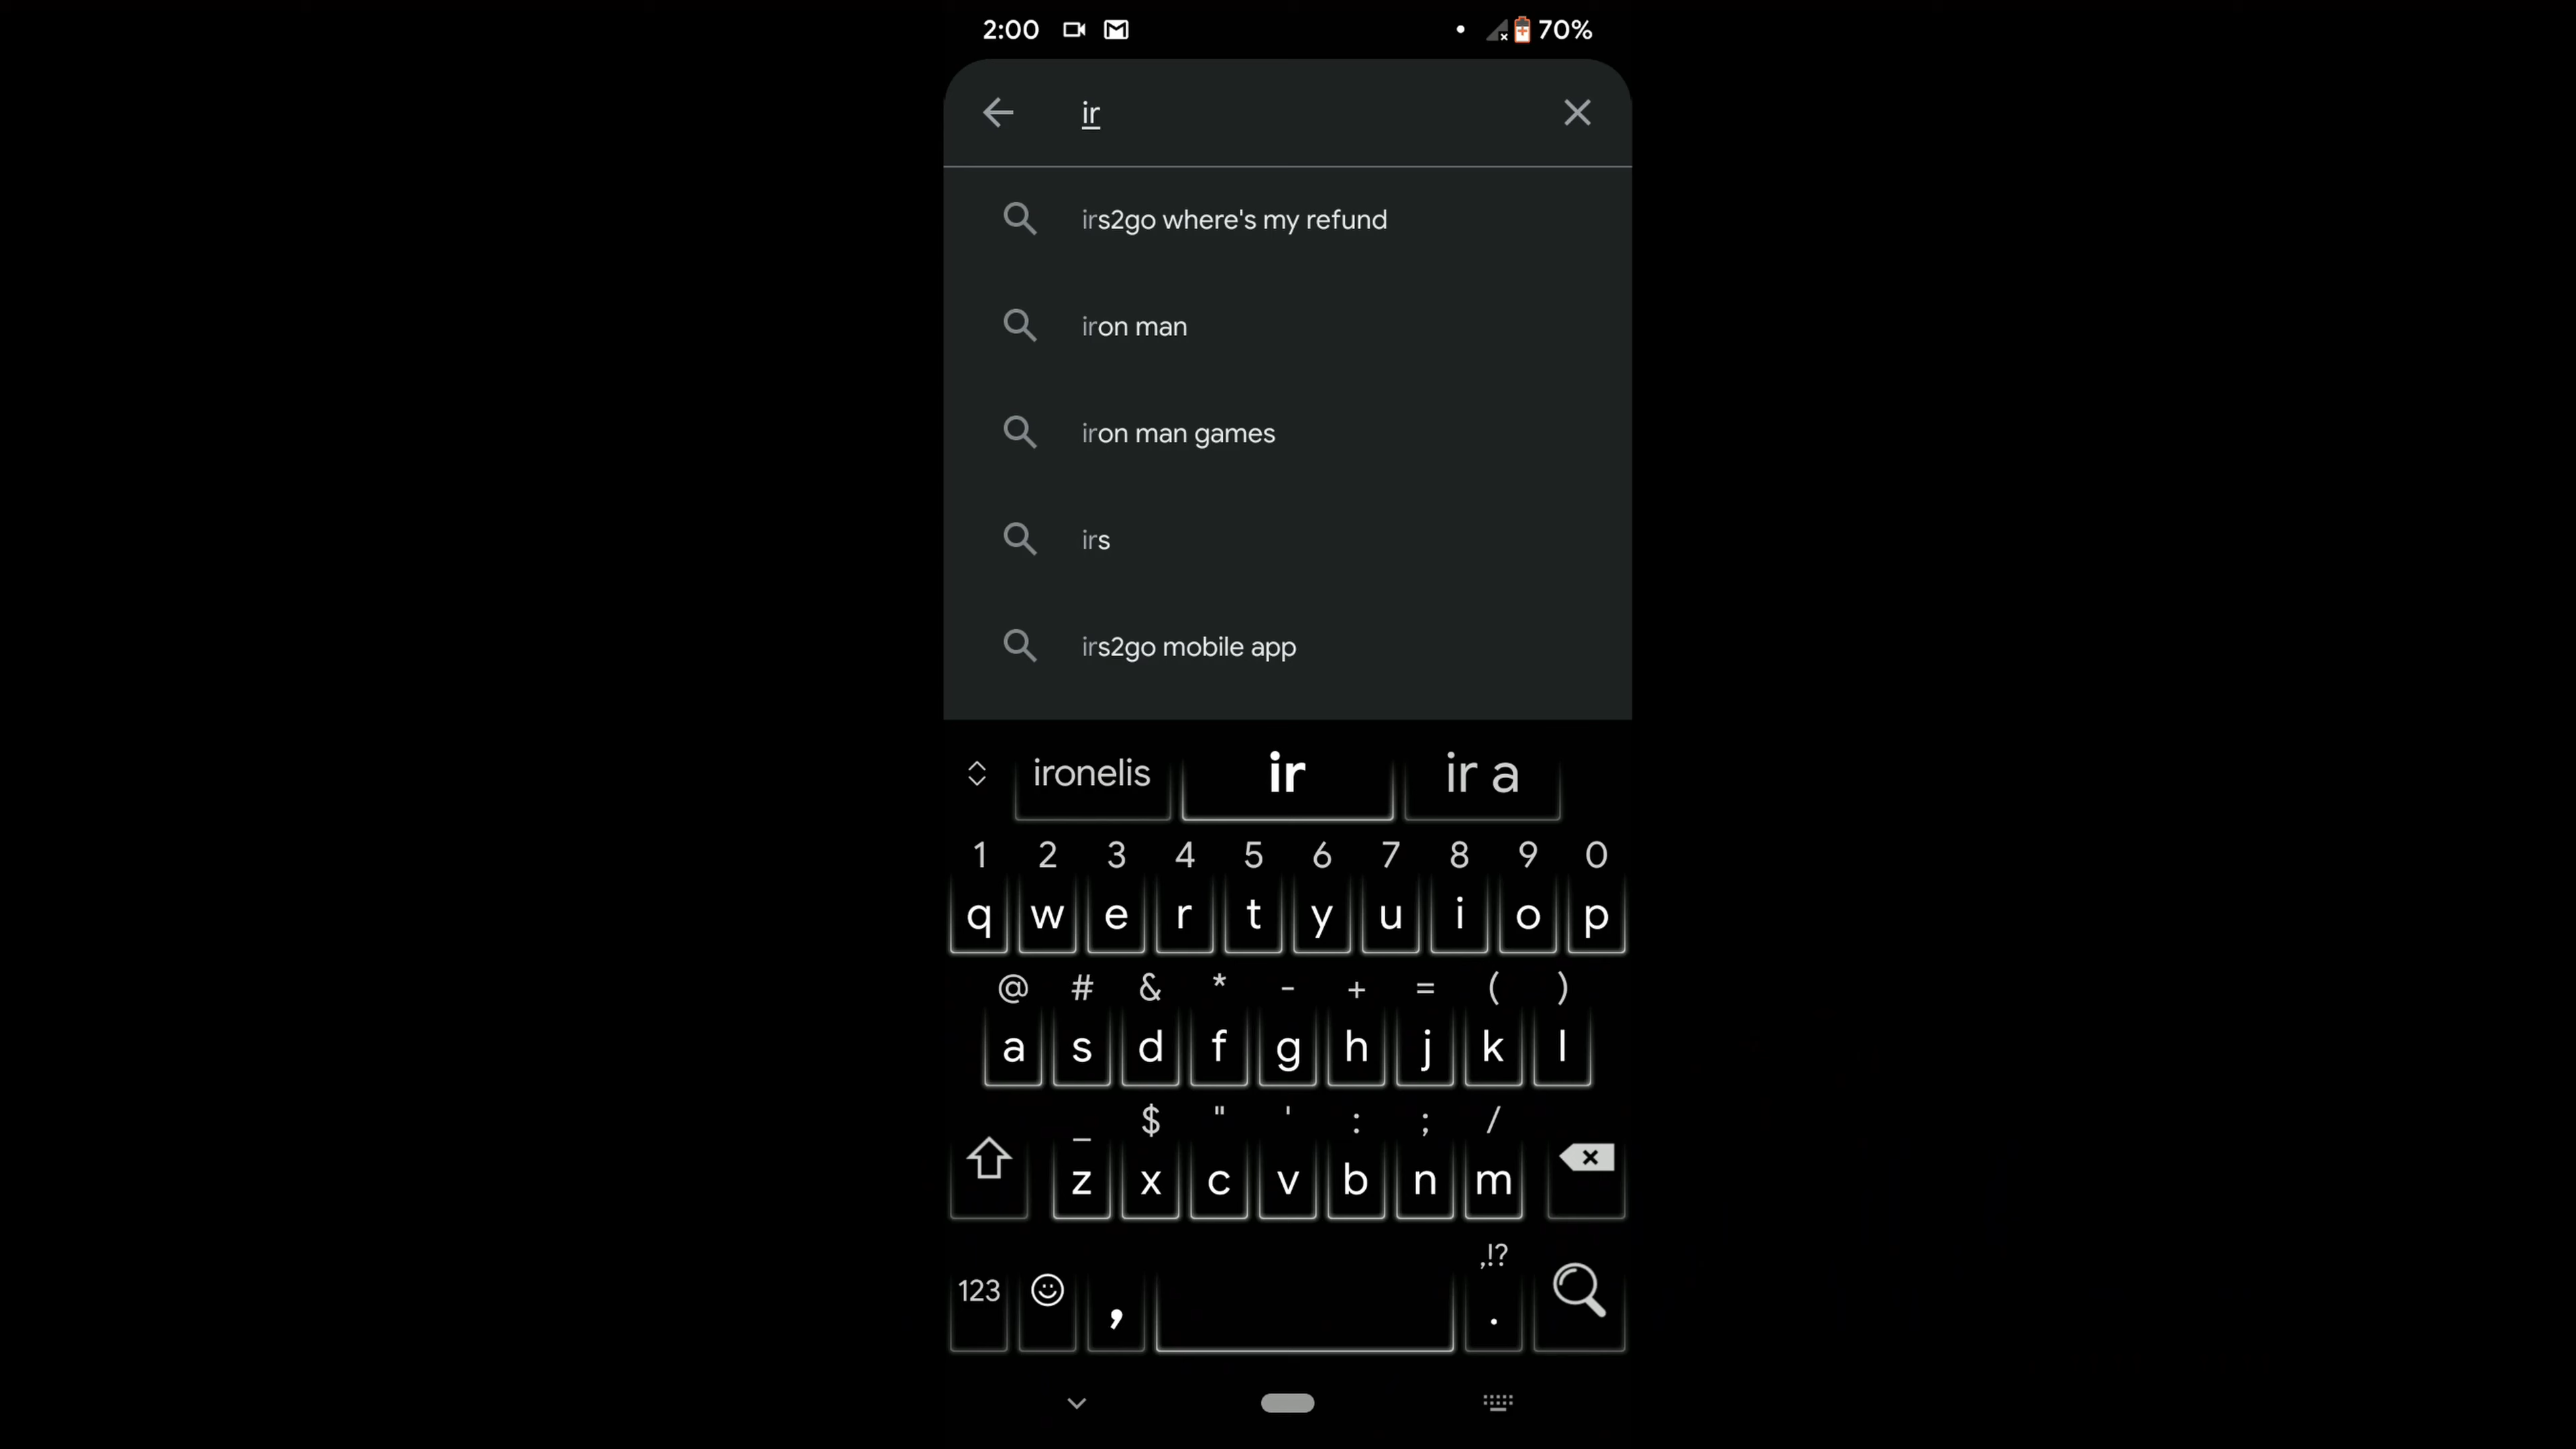 2:00 70%
ir
irs2go where's my refund
iron man
iron man games
irs
irs2go mobile app
ironelis ir ir a
1 2 3 4 5 6 7 8 9 0
q w e r t y u i o p
@ # & * - + = ( )
a s d f g h j k l
_ $ " ' : ; /
z x c v b n m
,!?
123 , .